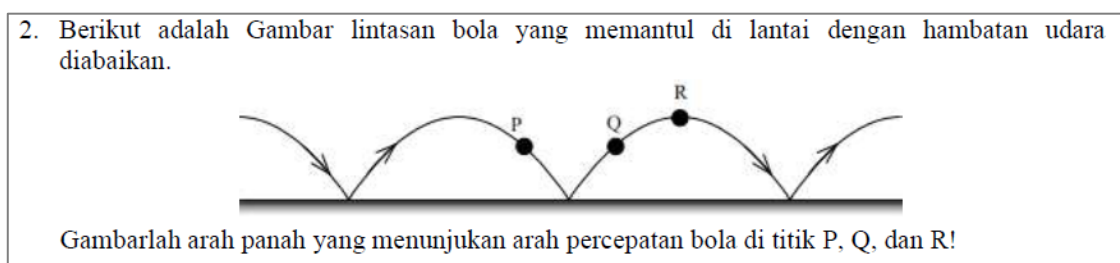 2. Berikut adalah Gambar lintasan bola yang memantul di lantai dengan hambatan udara
diabaikan.
R
P
Q
Gambarlah arah panah yang menunjukan arah percepatan bola di titik P, Q, dan R!